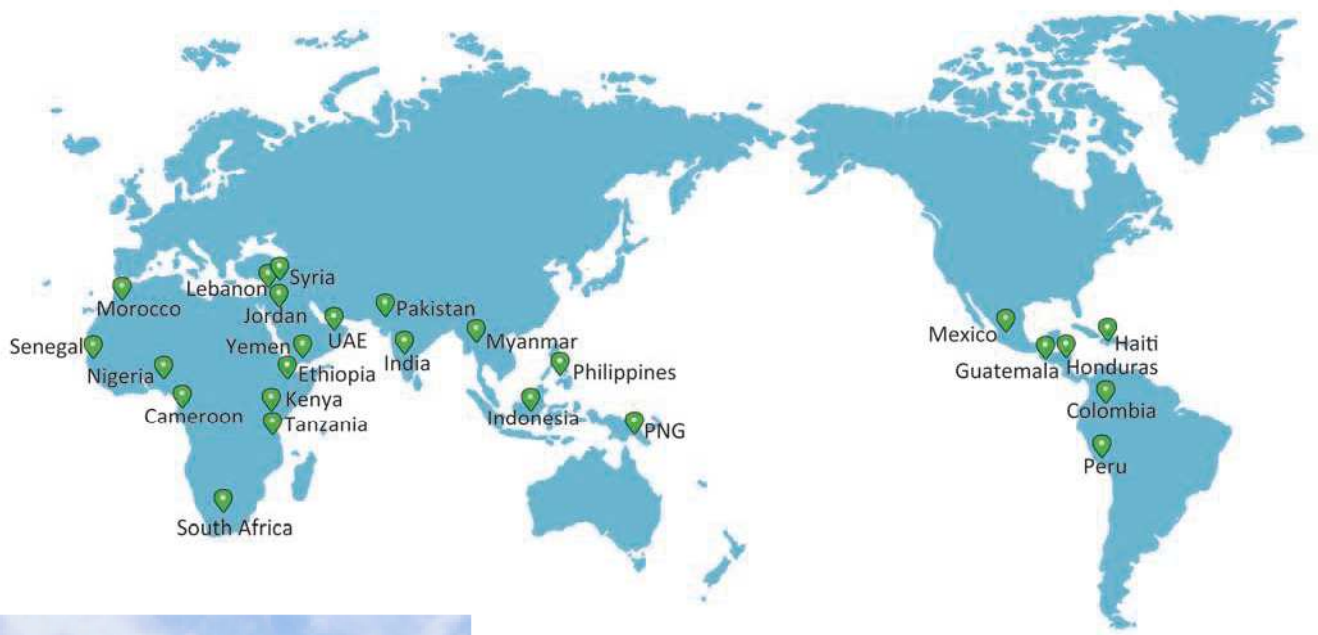 Syria
Lebanon
Morocco
Jordan
Pakistan
UAE
Senegal
Yemen
Myanmar
India
Nigeria
Ethiopia
Philippines
Kenya
Cameroon
Indonesia
Tanzania
PNG
South Africa
Mexico
Haiti
Guatemala
Honduras
Colombia
Peru